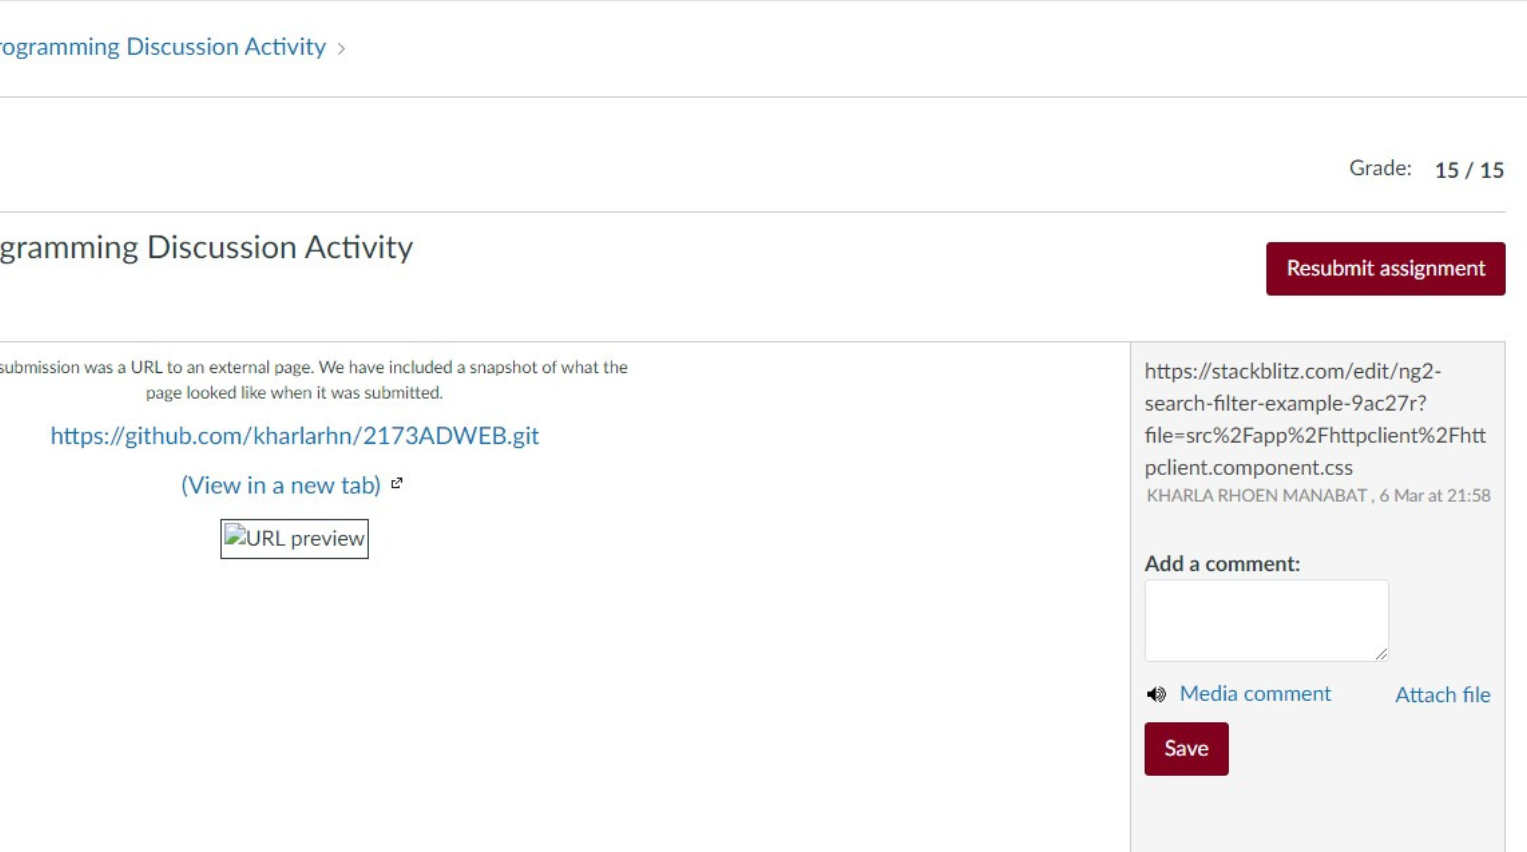 rogramming Discussion Activity >
Grade: 15 / 15
gramming Discussion Activity
Resubmit assignment
submission was a URL to an external page. We have included a snapshot of what the
page looked like when it was submitted.
https://github.com/kharlarhn/2173ADWEB.git
(View in a new tab)
URL preview
https://stackblitz.com/edit/ng2-
search-filter-example-9ac27r?
file=src%2Fapp%2Fhttpclient%2Fhtt
pclient.component.css
KHARLA RHOEN MANABAT , 6 Mar at 21:58
Add a comment:
Media comment
Attach file
Save